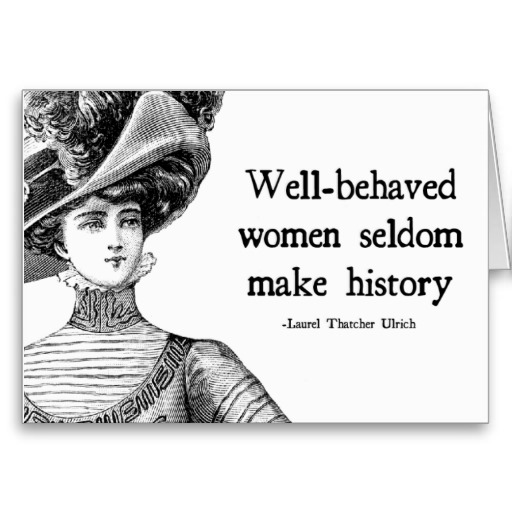 Well-behaved
women seldom
make history
-Laurel Thatcher Ulrich